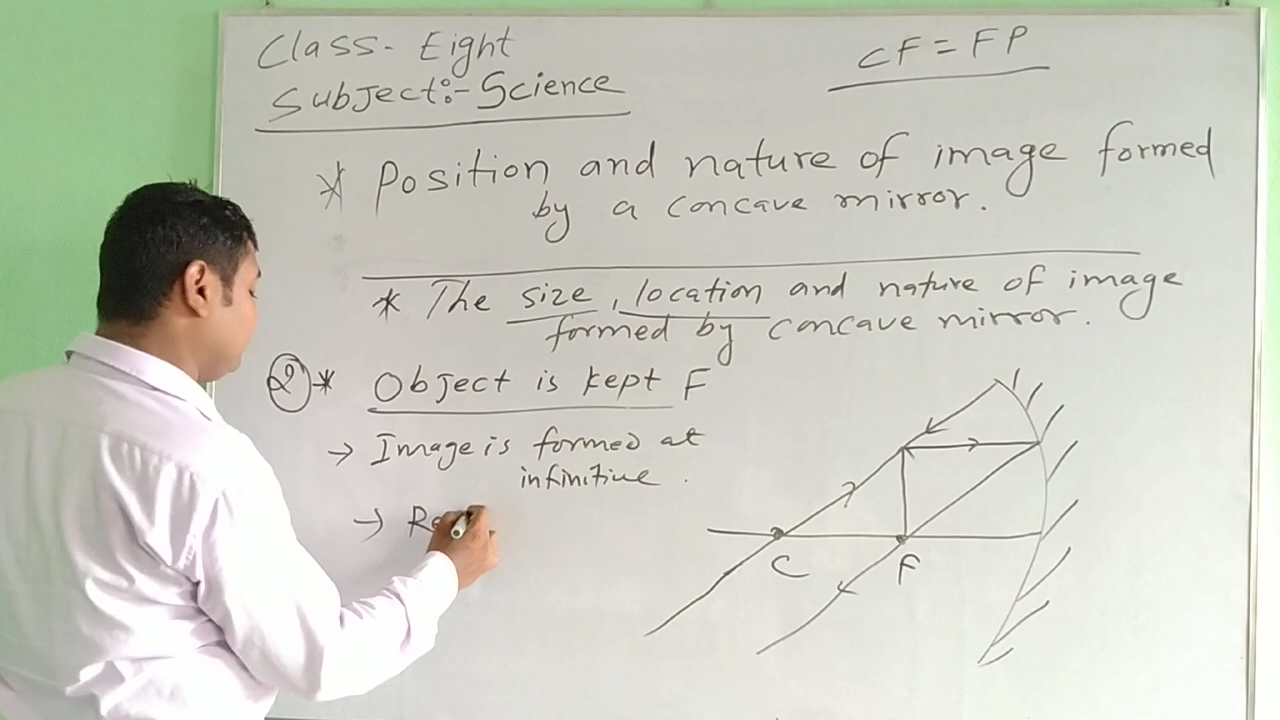 Class- Eight
Subject:- Science
CF = FP
* Position and nature of image formed
by a concave mirror.
* The size, location and nature of image
formed by concave mirror.
2 * Object is kept F
→ Image is formed at
infinitive.
→ Re
C
F